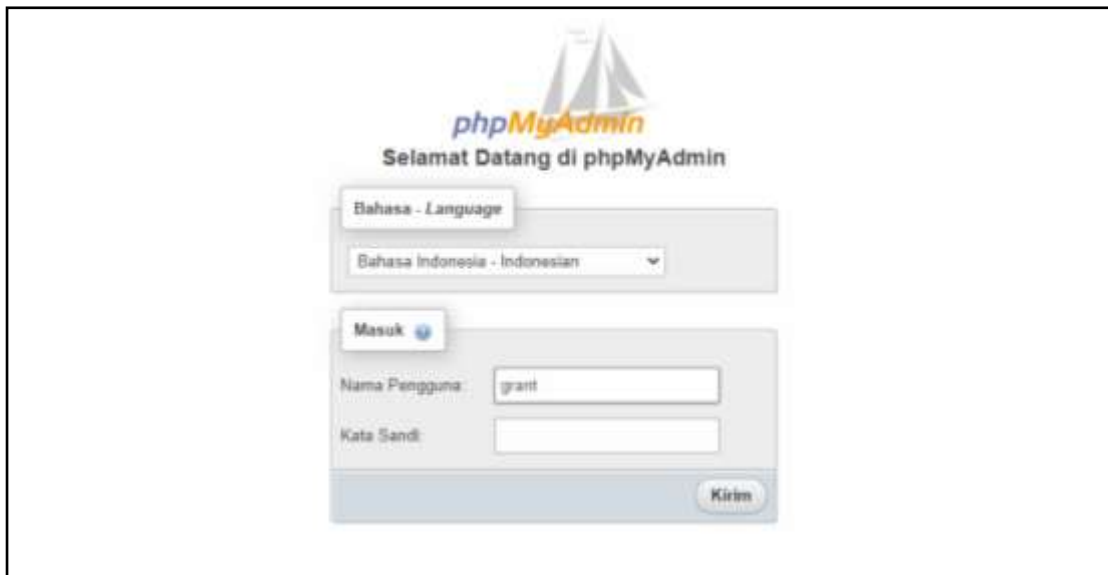 phpMyAdmin
Selamat Datang di phpMyAdmin
Bahasa - Language
Bahasa Indonesia - Indonesian
Masuk
Nama Pengguna: grant
Kata Sandi:
Kirim